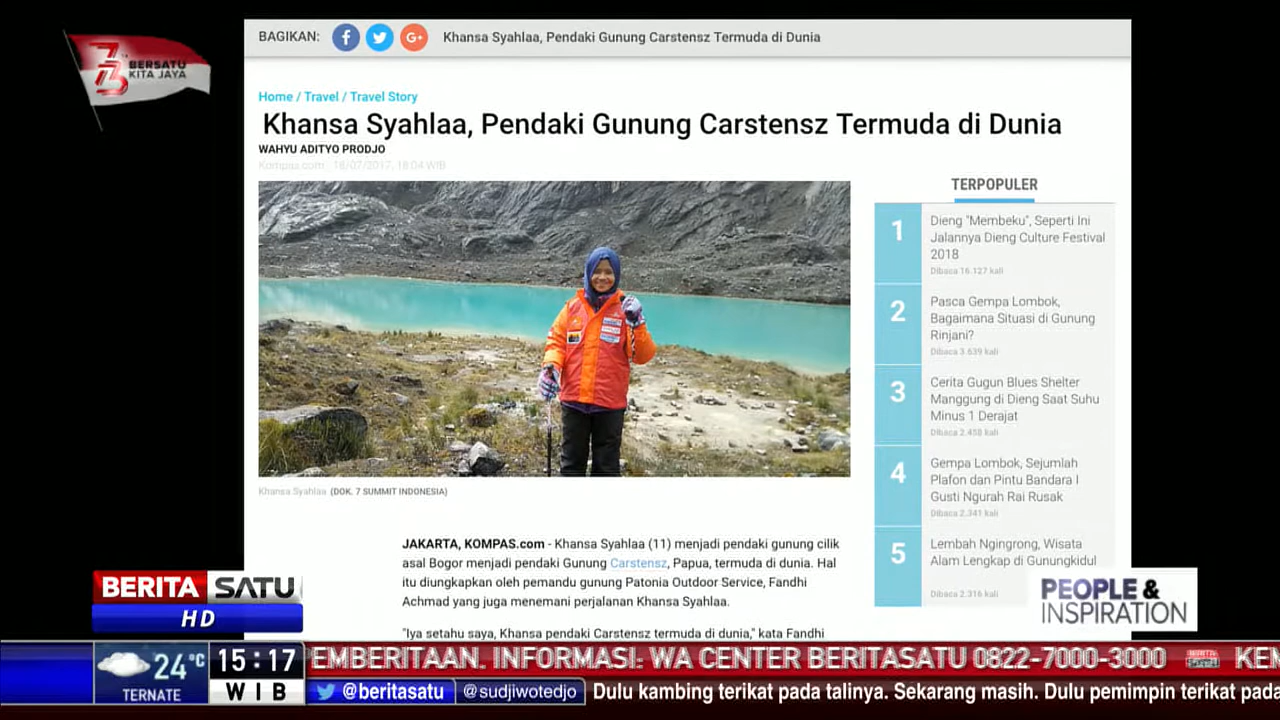 73
TH
BERSATU
KITA JAYA
BAGIKAN:
Khansa Syahlaa, Pendaki Gunung Carstensz Termuda di Dunia
Home / Travel / Travel Story
Khansa Syahlaa, Pendaki Gunung Carstensz Termuda di Dunia
WAHYU ADITYO PRODJO
Kompas.com - 18/07/2017, 18:04 WIB
Khansa Syahlaa (DOK. 7 SUMMIT INDONESIA)
JAKARTA, KOMPAS.com - Khansa Syahlaa (11) menjadi pendaki gunung cilik
asal Bogor menjadi pendaki Gunung Carstensz, Papua, termuda di dunia. Hal
itu diungkapkan oleh pemandu gunung Patonia Outdoor Service, Fandhi
Achmad yang juga menemani perjalanan Khansa Syahlaa.
"Iya setahu saya, Khansa pendaki Carstensz termuda di dunia," kata Fandhi
TERPOPULER
1
Dieng "Membeku", Seperti Ini
Jalannya Dieng Culture Festival
2018
Dibaca 16.127 kali
2
Pasca Gempa Lombok,
Bagaimana Situasi di Gunung
Rinjani?
Dibaca 3.639 kali
3
Cerita Gugun Blues Shelter
Manggung di Dieng Saat Suhu
Minus 1 Derajat
Dibaca 2.458 kali
4
Gempa Lombok, Sejumlah
Plafon dan Pintu Bandara I
Gusti Ngurah Rai Rusak
Dibaca 2.341 kali
5
Lembah Ngingrong, Wisata
Alam Lengkap di Gunungkidul
Dibaca 2.316 kali
PEOPLE &
INSPIRATION
BERITA SATU
HD
24°C
TERNATE
15:17
WIB
PEMBERITAAN. INFORMASI: WA CENTER BERITASATU 0822-7000-3000 KEM
@beritasatu @sudjiwotedjo Dulu kambing terikat pada talinya. Sekarang masih. Dulu pemimpin terikat pada